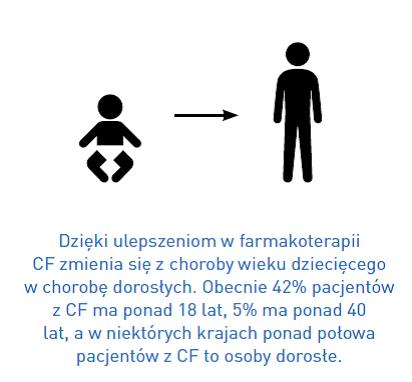 Dzięki ulepszeniom w farmakoterapii
CF zmienia się z choroby wieku dziecięcego
w chorobę dorosłych. Obecnie 42% pacjentów
z CF ma ponad 18 lat, 5% ma ponad 40
lat, a w niektórych krajach ponad połowa
pacjentów z CF to osoby dorosłe.